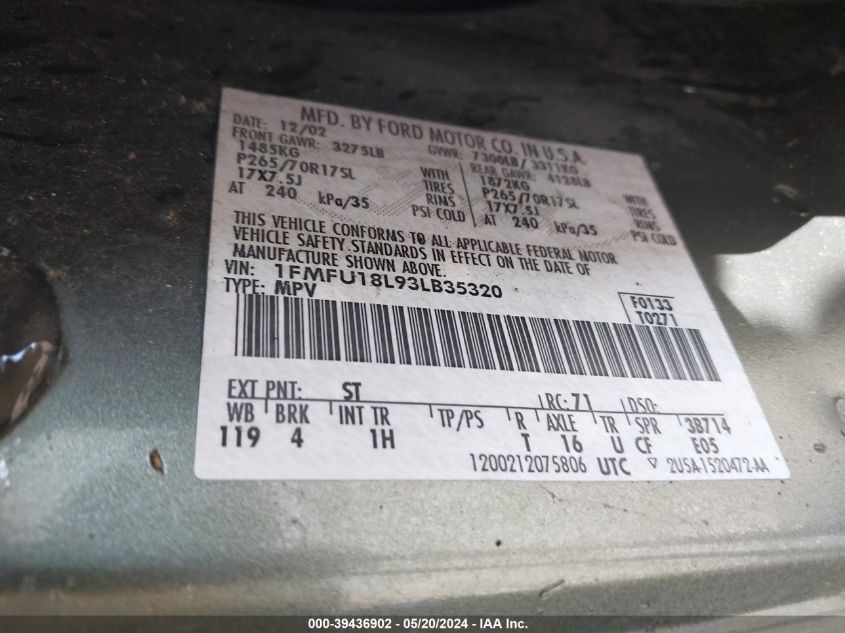 MFD. BY FORD MOTOR CO. IN U.S.A.
DATE: 12/02 GVWR: 7300LB/ 3311KG
FRONT GAWR: 3275LB REAR GAWR: 4128LB
1485KG WITH 1872KG WITH
P265/70R17SL TIRES P265/70R17SL TIRES
17X7.5J RIMS 17X7.5J RIMS
AT 240 kPa/35 PSI COLD AT 240 kPa/35 PSI COLD
THIS VEHICLE CONFORMS TO ALL APPLICABLE FEDERAL MOTOR
VEHICLE SAFETY STANDARDS IN EFFECT ON THE DATE OF
MANUFACTURE SHOWN ABOVE.
VIN: 1FMFU18L93LB35320
TYPE: MPV
F0133
T0271
EXT PNT: ST RC: 71 DSO:
WB BRK INT TR TP/PS R AXLE TR SPR 3B714
119 4 1H T 16 U CF E05
1200212075806 UTC ▽ 2U5A-1520472-AA
000-39436902 - 05/20/2024 - IAA Inc.